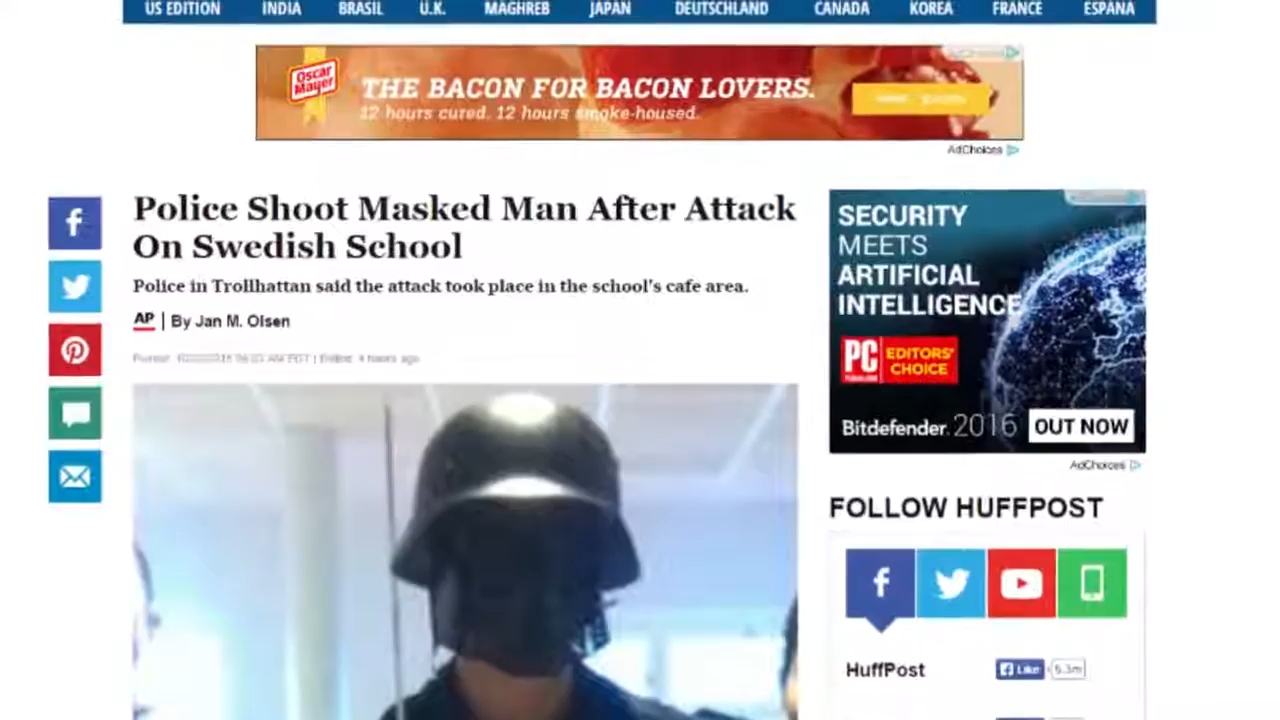 US EDITION INDIA BRASIL U.K. MAGHREB JAPAN DEUTSCHLAND CANADA KOREA FRANCE ESPAÑA
Oscar
Mayer
THE BACON FOR BACON LOVERS.
12 hours cured. 12 hours smoke-housed.
AdChoices
Police Shoot Masked Man After Attack
On Swedish School
Police in Trollhattan said the attack took place in the school's cafe area.
AP | By Jan M. Olsen
SECURITY
MEETS
ARTIFICIAL
INTELLIGENCE
PC
EDITORS'
CHOICE
Bitdefender 2016 OUT NOW
AdChoices
FOLLOW HUFFPOST
HuffPost
Like 5.3m